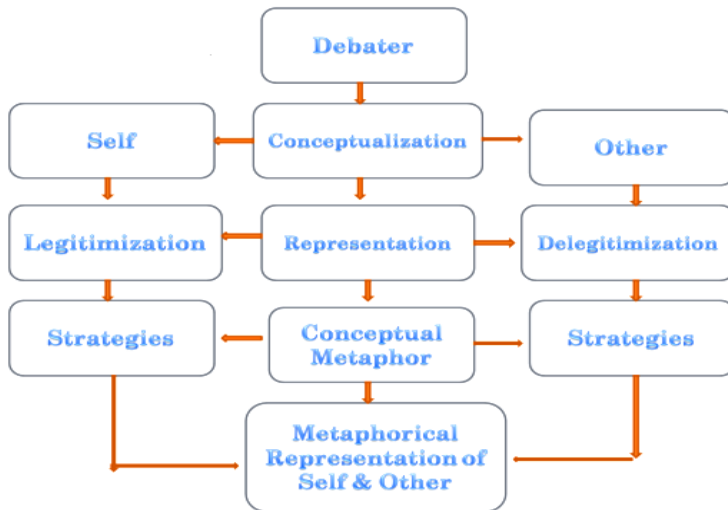 Debater
Self
Conceptualization
Other
Legitimization
Representation
Delegitimization
Strategies
Conceptual
Metaphor
Strategies
Metaphorical
Representation of
Self & Other